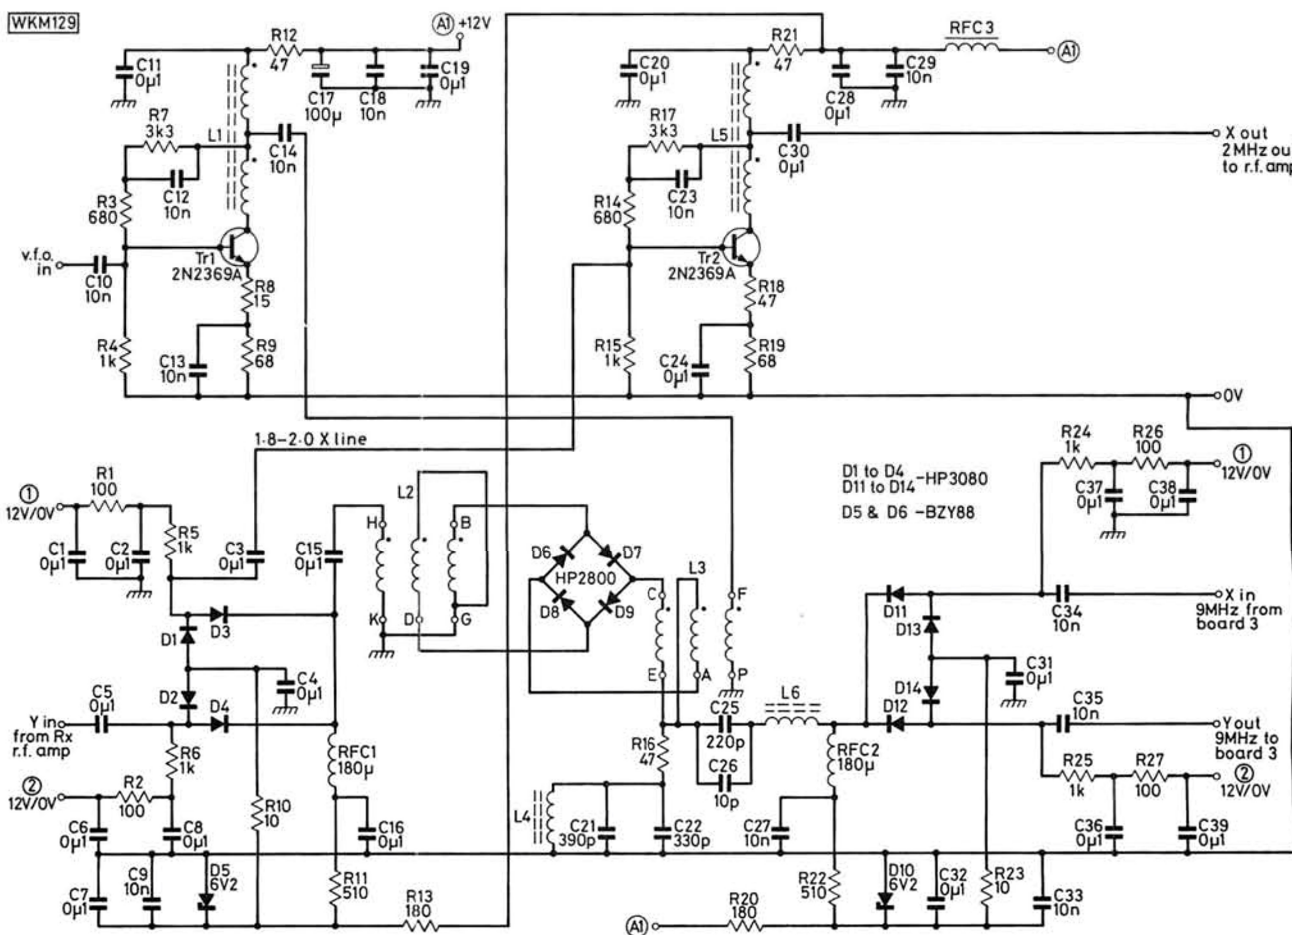 WKM129
A1 +12V
R12
47
C11
0µ1
C17
100µ
C18
10n
C19
0µ1
R7
3k3
L1
C14
10n
C12
10n
R3
680
v.f.o.
in
C10
10n
Tr1
2N2369A
R8
15
R4
1k
C13
10n
R9
68
R21
47
RFC3
A1
C20
0µ1
C28
0µ1
C29
10n
R17
3k3
L5
C30
0µ1
X out
2MHz ou
to r.f. amp
C23
10n
R14
680
Tr2
2N2369A
R18
47
R15
1k
C24
0µ1
R19
68
0V
1·8–2·0 X line
1
12V/0V
R1
100
R5
1k
C1
0µ1
C2
0µ1
C3
0µ1
C15
0µ1
L2
H
B
K
D
G
D6
D7
HP2800
D8
D9
L3
C
F
E
A
P
D1 to D4
D11 to D14 –HP3080
D5 & D6 –BZY88
R24
1k
R26
100
1
12V/0V
C37
0µ1
C38
0µ1
D3
D1
D2
D4
C4
0µ1
C5
0µ1
Y in
from Rx
r.f. amp
R6
1k
RFC1
180µ
2
12V/0V
R2
100
R10
10
C6
0µ1
C8
0µ1
C16
0µ1
C7
0µ1
C9
10n
D5
6V2
R11
510
R13
180
D11
D13
C34
10n
X in
9MHz from
board 3
D14
D12
C31
0µ1
C35
10n
Y out
9MHz to
board 3
L6
C25
220p
C26
10p
R16
47
RFC2
180µ
R25
1k
R27
100
2
12V/0V
L4
C21
390p
C22
330p
C27
10n
C36
0µ1
C39
0µ1
A1
R20
180
R22
510
D10
6V2
C32
0µ1
R23
10
C33
10n